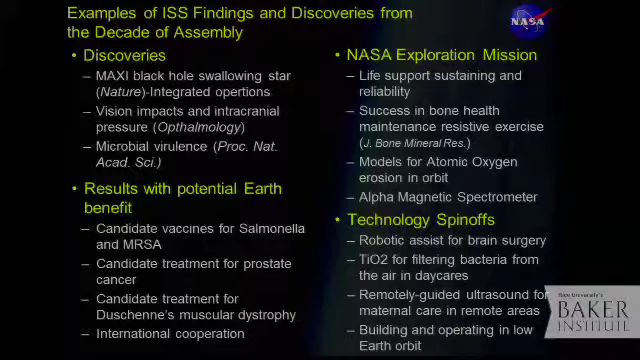 Examples of ISS Findings and Discoveries from
the Decade of Assembly
NASA
• Discoveries
– MAXI black hole swallowing star
(Nature)-Integrated opertions
– Vision impacts and intracranial
pressure (Opthalmology)
– Microbial virulence (Proc. Nat.
Acad. Sci.)
• Results with potential Earth
benefit
– Candidate vaccines for Salmonella
and MRSA
– Candidate treatment for prostate
cancer
– Candidate treatment for
Duschenne's muscular dystrophy
– International cooperation
• NASA Exploration Mission
– Life support sustaining and
reliability
– Success in bone health
maintenance resistive exercise
(J. Bone Mineral Res.)
– Models for Atomic Oxygen
erosion in orbit
– Alpha Magnetic Spectrometer
• Technology Spinoffs
– Robotic assist for brain surgery
– TiO2 for filtering bacteria from
the air in daycares
– Remotely-guided ultrasound for
maternal care in remote areas
– Building and operating in low
Earth orbit
Rice University's
BAKER
INSTITUTE